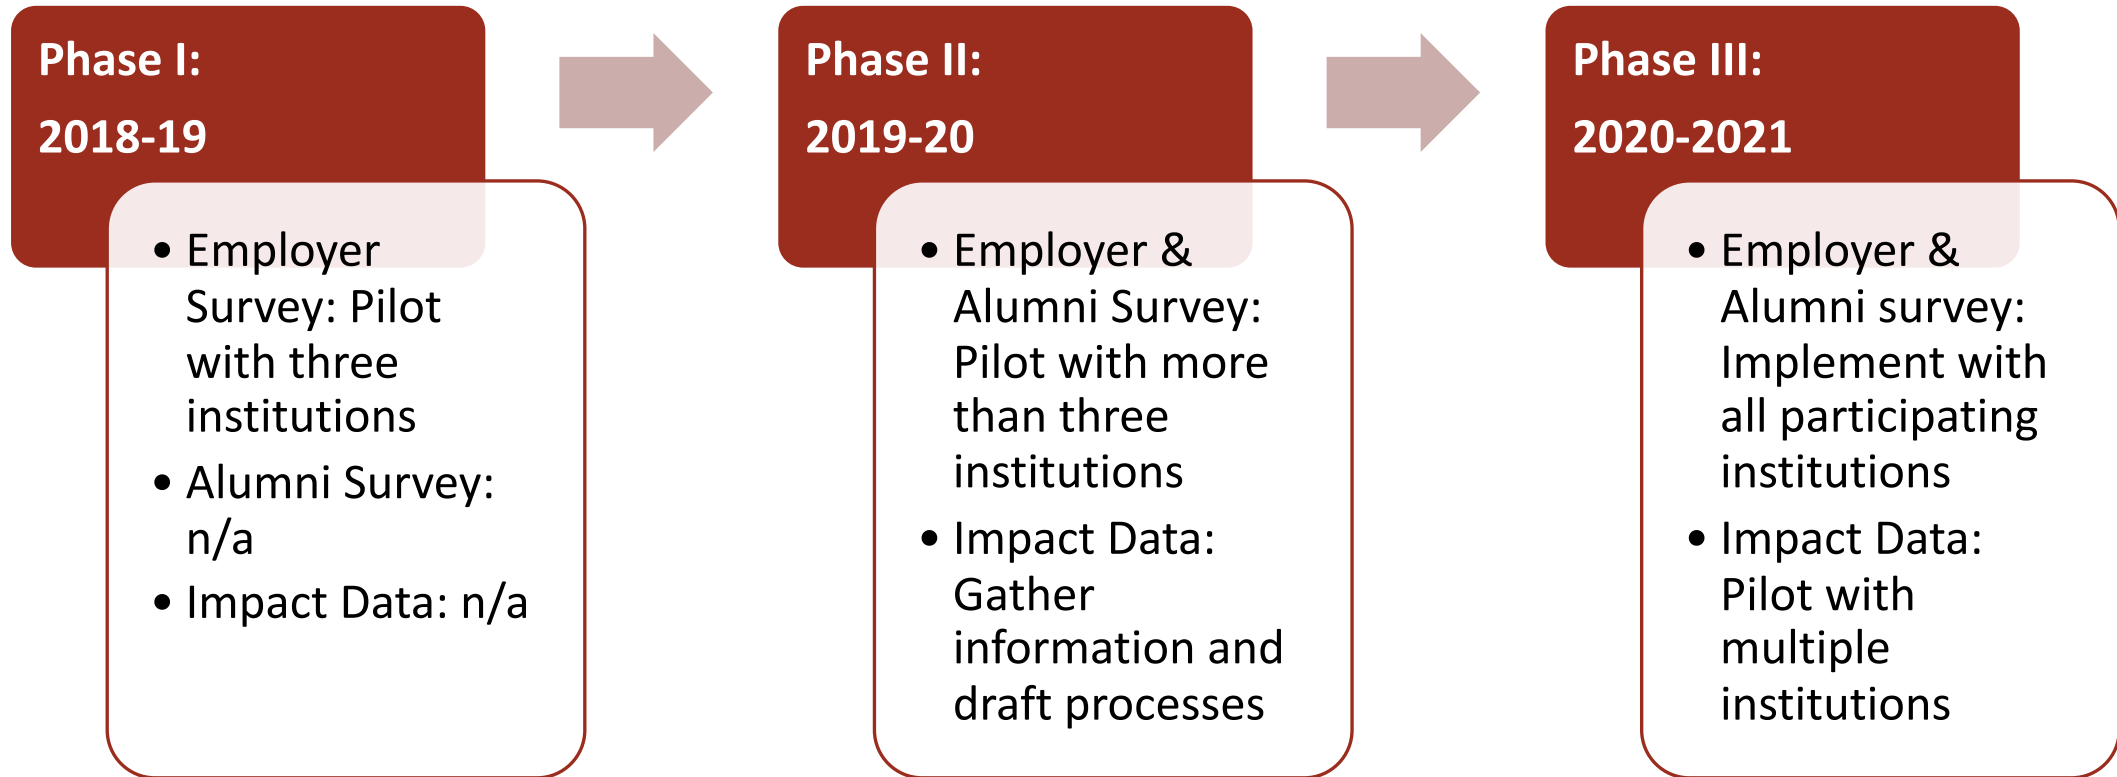 Phase I:
2018-19
• Employer
Survey: Pilot
with three
institutions
• Alumni Survey:
n/a
• Impact Data: n/a
Phase II:
2019-20
• Employer &
Alumni Survey:
Pilot with more
than three
institutions
• Impact Data:
Gather
information and
draft processes
Phase III:
2020-2021
• Employer &
Alumni survey:
Implement with
all participating
institutions
• Impact Data:
Pilot with
multiple
institutions